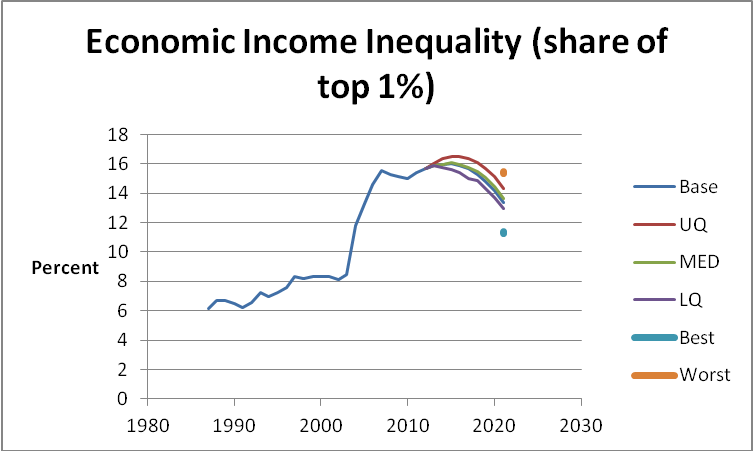 Economic Income Inequality (share of
top 1%)
18
16
14
12
10
8
6
4
2
0
Percent
1980 1990 2000 2010 2020 2030
Base
UQ
MED
LQ
Best
Worst